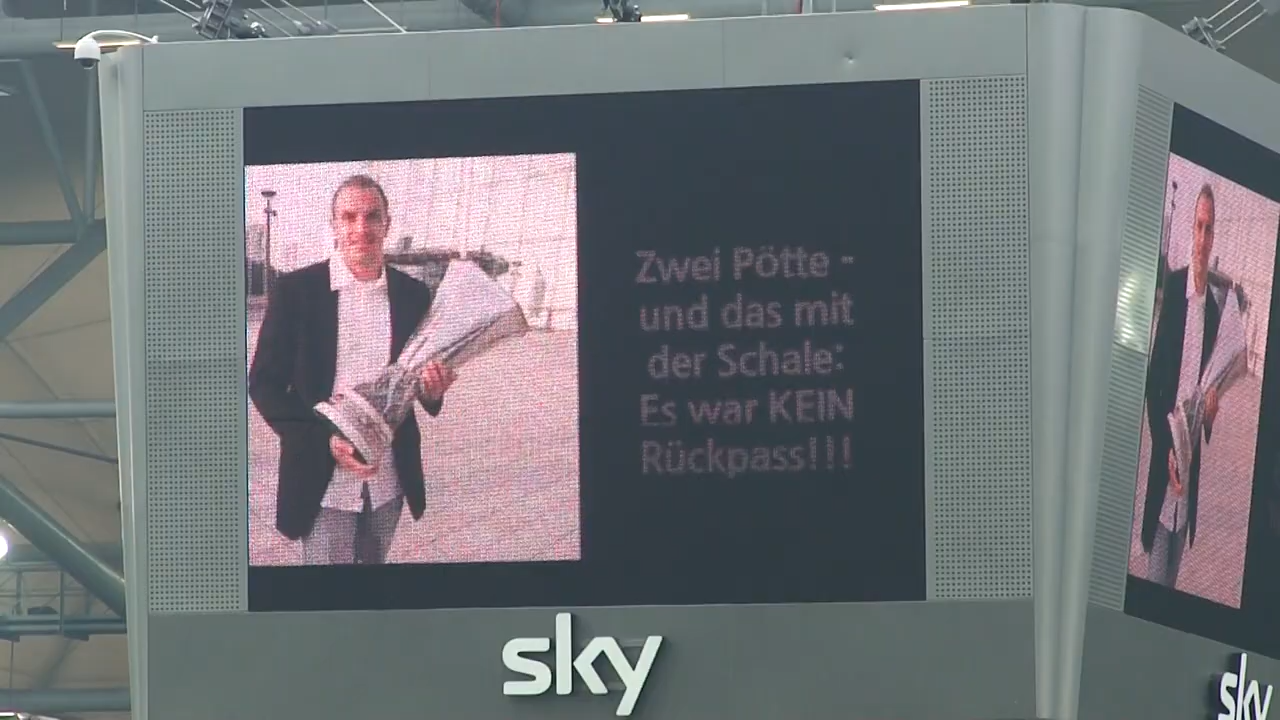 Zwei Pötte -
und das mit
der Schale:
Es war KEIN
Rückpass!!!
sky
sky